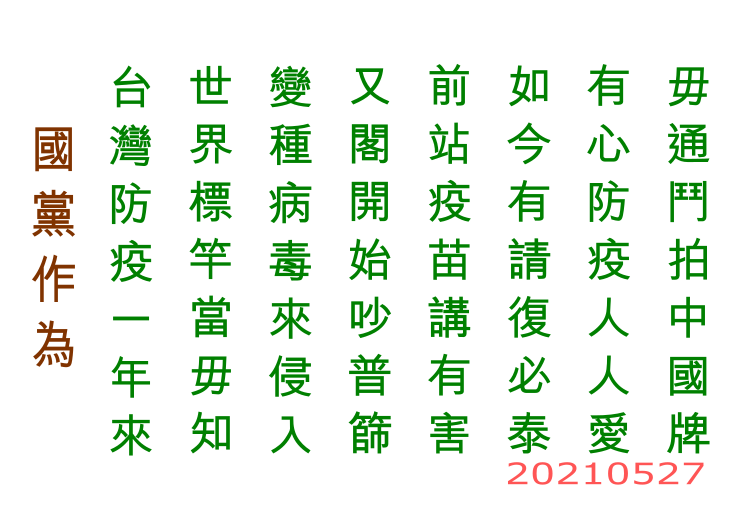 國黨作為
台灣防疫一年來
世界標竿當毋知
變種病毒來侵入
又閣開始吵普篩
前站疫苗講有害
如今有請復必泰
有心防疫人人愛
毋通鬥拍中國牌
20210527